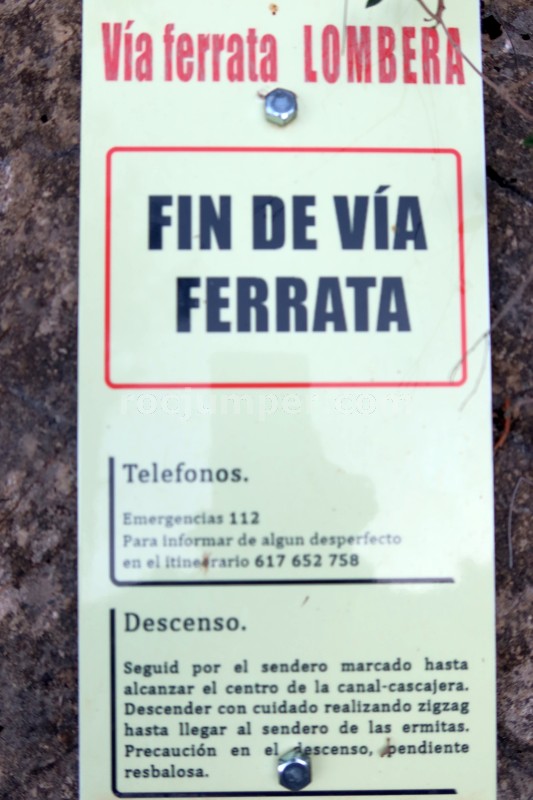 Vía ferrata LOMBERA
FIN DE VÍA
FERRATA
rocjumper.com
Telefonos.
Emergencias 112
Para informar de algun desperfecto
en el itinerario 617 652 758
Descenso.
Seguid por el sendero marcado hasta
alcanzar el centro de la canal-cascajera.
Descender con cuidado realizando zigzag
hasta llegar al sendero de las ermitas.
Precaución en el descenso, pendiente
resbalosa.